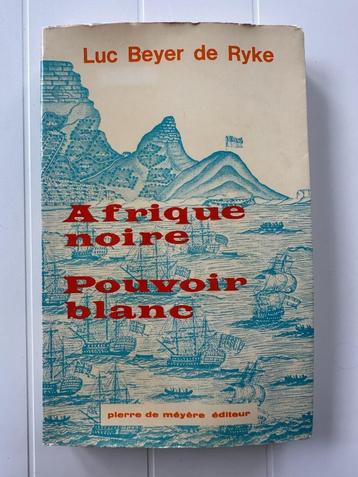 Luc Beyer de Ryke
Afrique
noire
Pouvoir
blanc
pierre de méyère éditeur